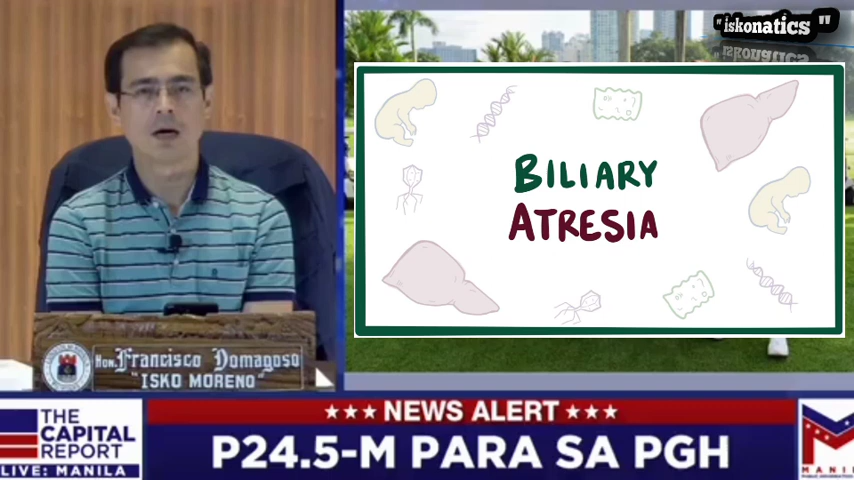 "iskonatics"
BILIARY
ATRESIA
Hon. Francisco Domagoso
"ISKO MORENO"
THE
CAPITAL
REPORT
LIVE: MANILA
★★★ NEWS ALERT ★★★
P24.5-M PARA SA PGH